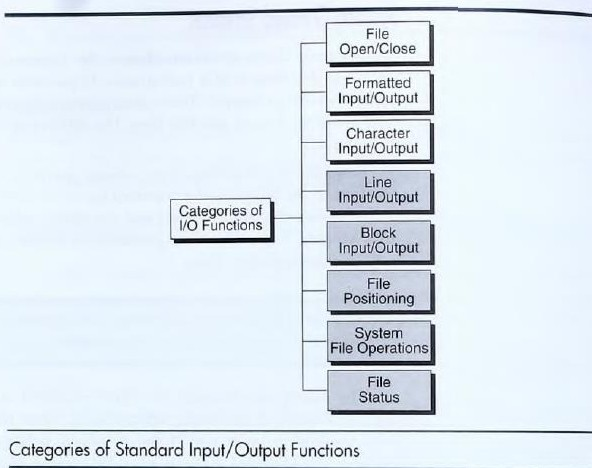 File
Open/Close
Formatted
Input/Output
Character
Input/Output
Line
Input/Output
Categories of
I/O Functions
Block
Input/Output
File
Positioning
System
File Operations
File
Status
Categories of Standard Input/Output Functions